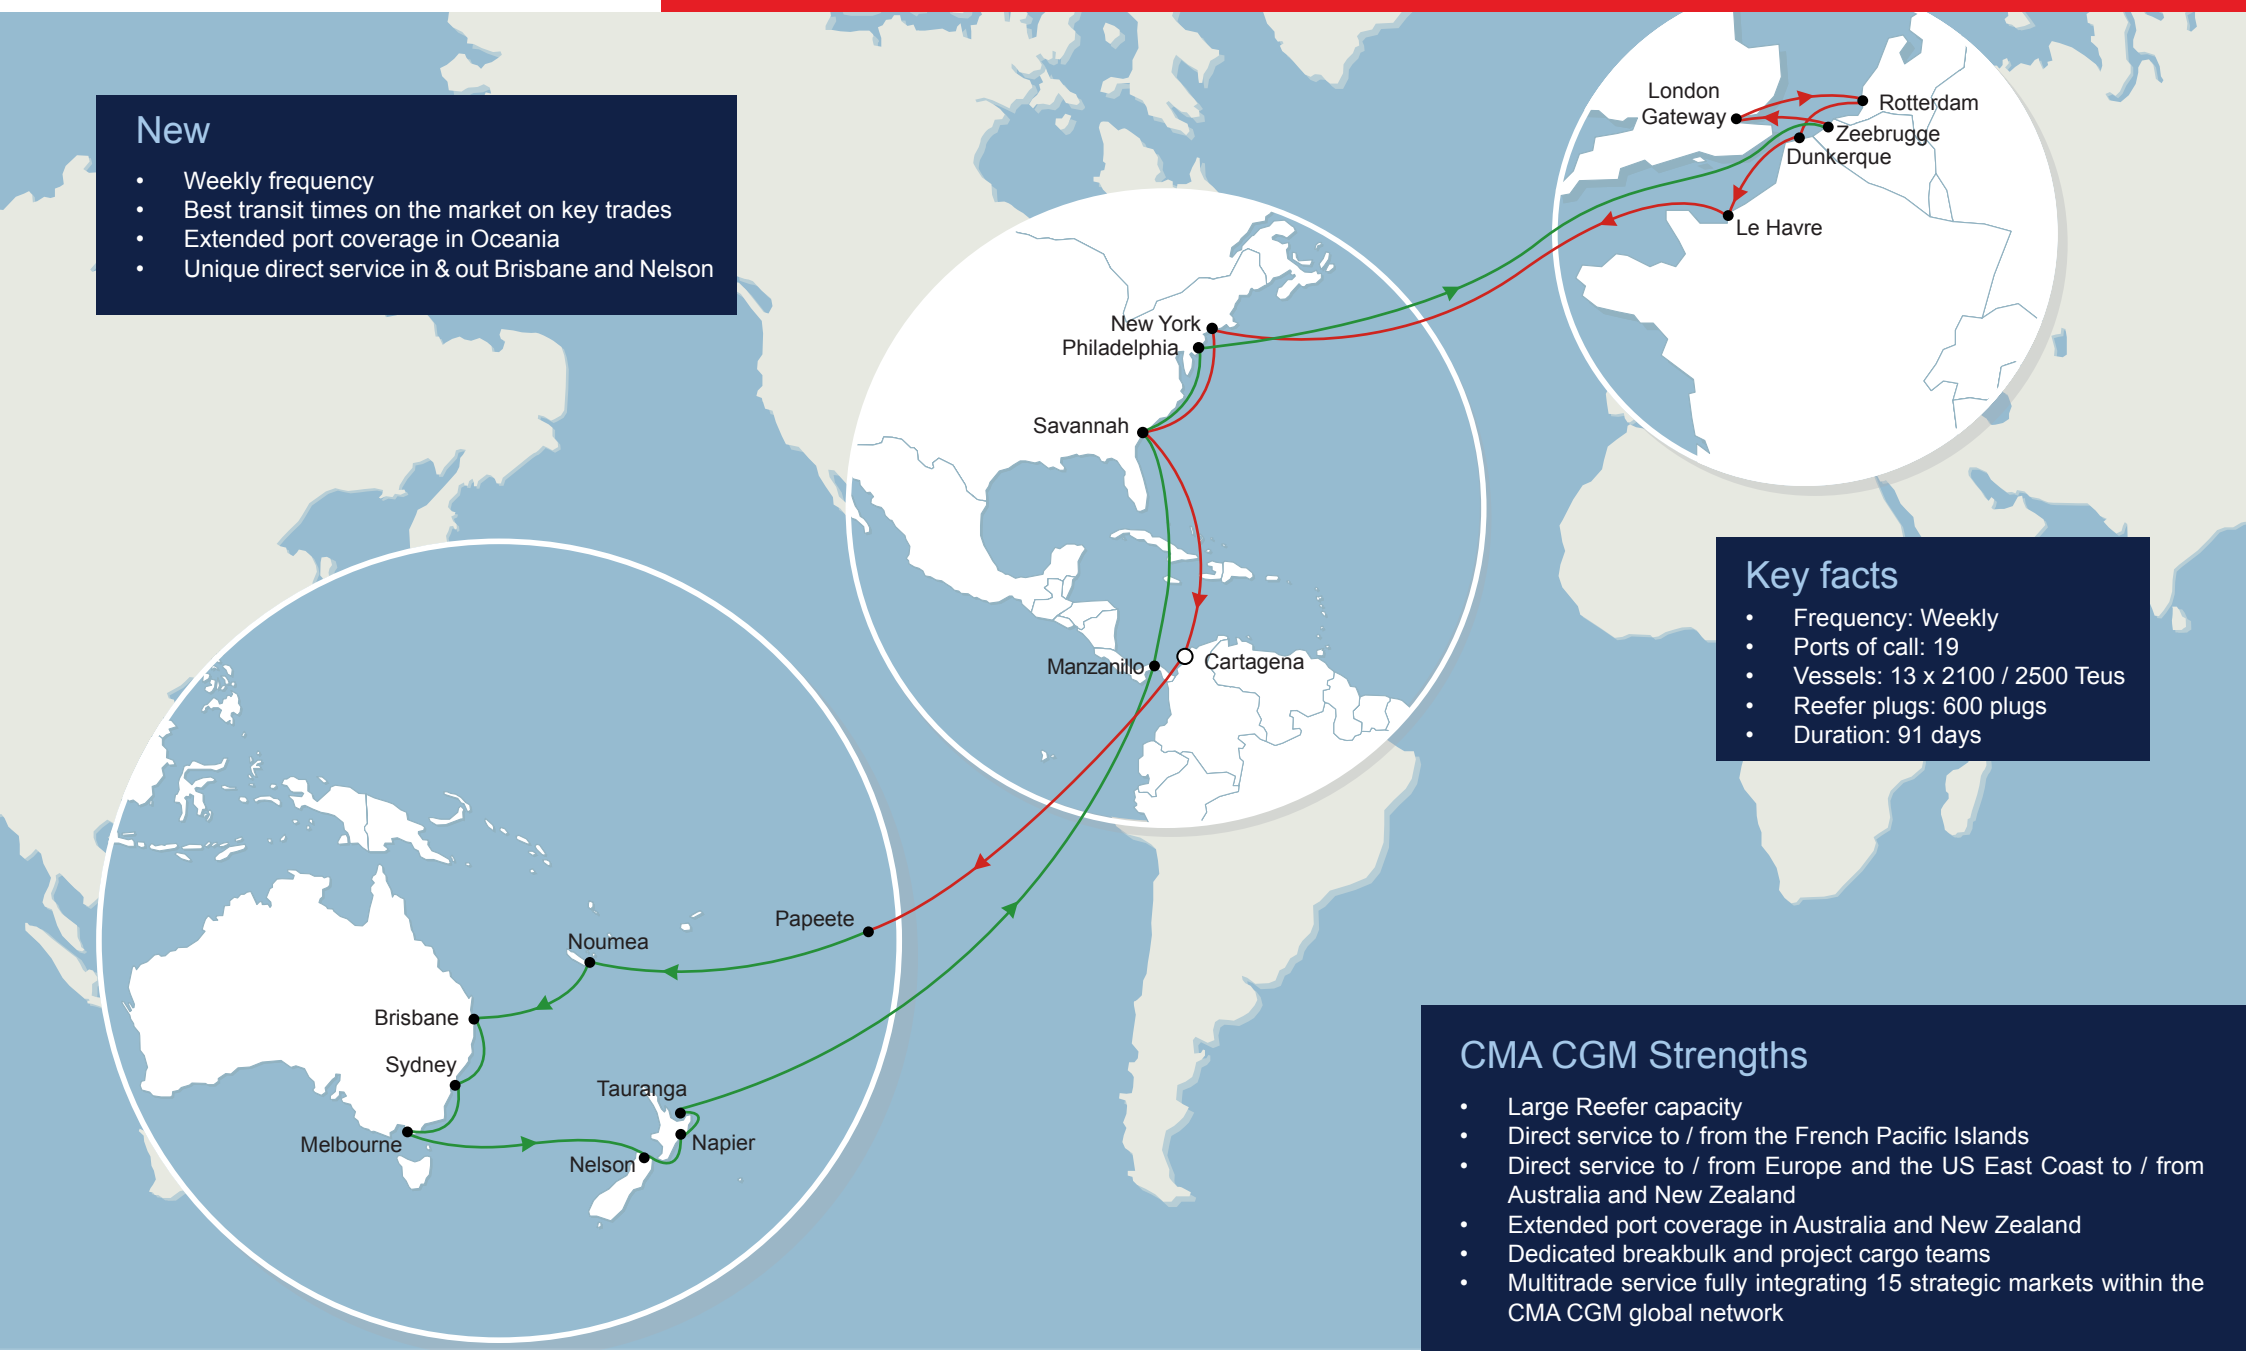 New
• Weekly frequency
• Best transit times on the market on key trades
• Extended port coverage in Oceania
• Unique direct service in & out Brisbane and Nelson
London
Gateway
Rotterdam
Zeebrugge
Dunkerque
Le Havre
New York
Philadelphia
Savannah
Manzanillo
Cartagena
Key facts
• Frequency: Weekly
• Ports of call: 19
• Vessels: 13 x 2100 / 2500 Teus
• Reefer plugs: 600 plugs
• Duration: 91 days
Papeete
Noumea
Brisbane
Sydney
Melbourne
Tauranga
Napier
Nelson
CMA CGM Strengths
• Large Reefer capacity
• Direct service to / from the French Pacific Islands
• Direct service to / from Europe and the US East Coast to / from
Australia and New Zealand
• Extended port coverage in Australia and New Zealand
• Dedicated breakbulk and project cargo teams
• Multitrade service fully integrating 15 strategic markets within the
CMA CGM global network